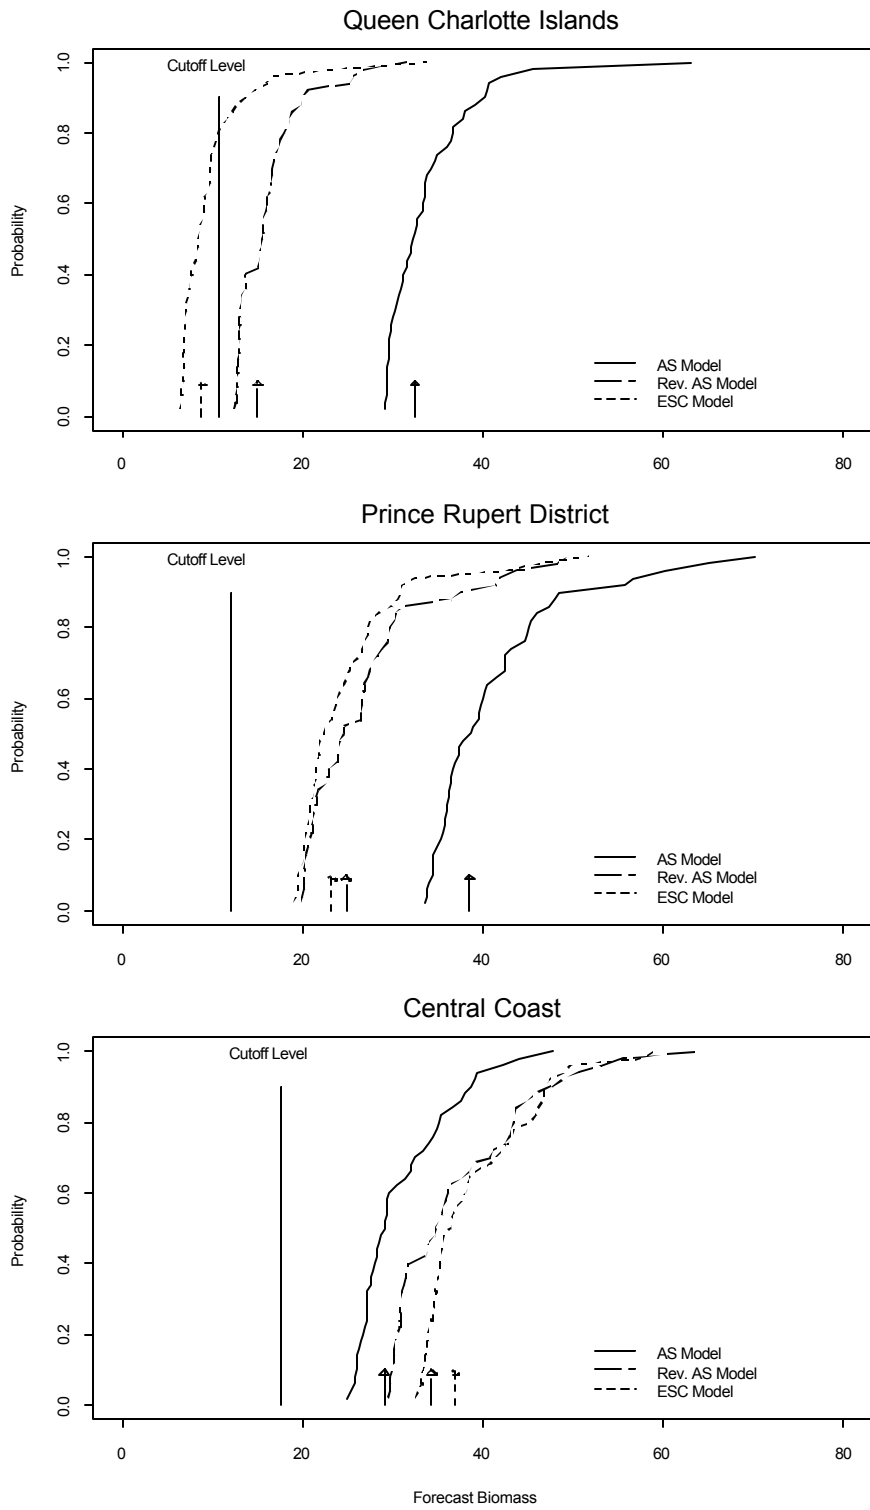 Queen Charlotte Islands
Cutoff Level
1.0
0.8
0.6
0.4
0.2
0.0
Probability
AS Model
Rev. AS Model
ESC Model
0 20 40 60 80
Prince Rupert District
Cutoff Level
1.0
0.8
0.6
0.4
0.2
0.0
Probability
AS Model
Rev. AS Model
ESC Model
0 20 40 60 80
Central Coast
Cutoff Level
1.0
0.8
0.6
0.4
0.2
0.0
Probability
AS Model
Rev. AS Model
ESC Model
0 20 40 60 80
Forecast Biomass